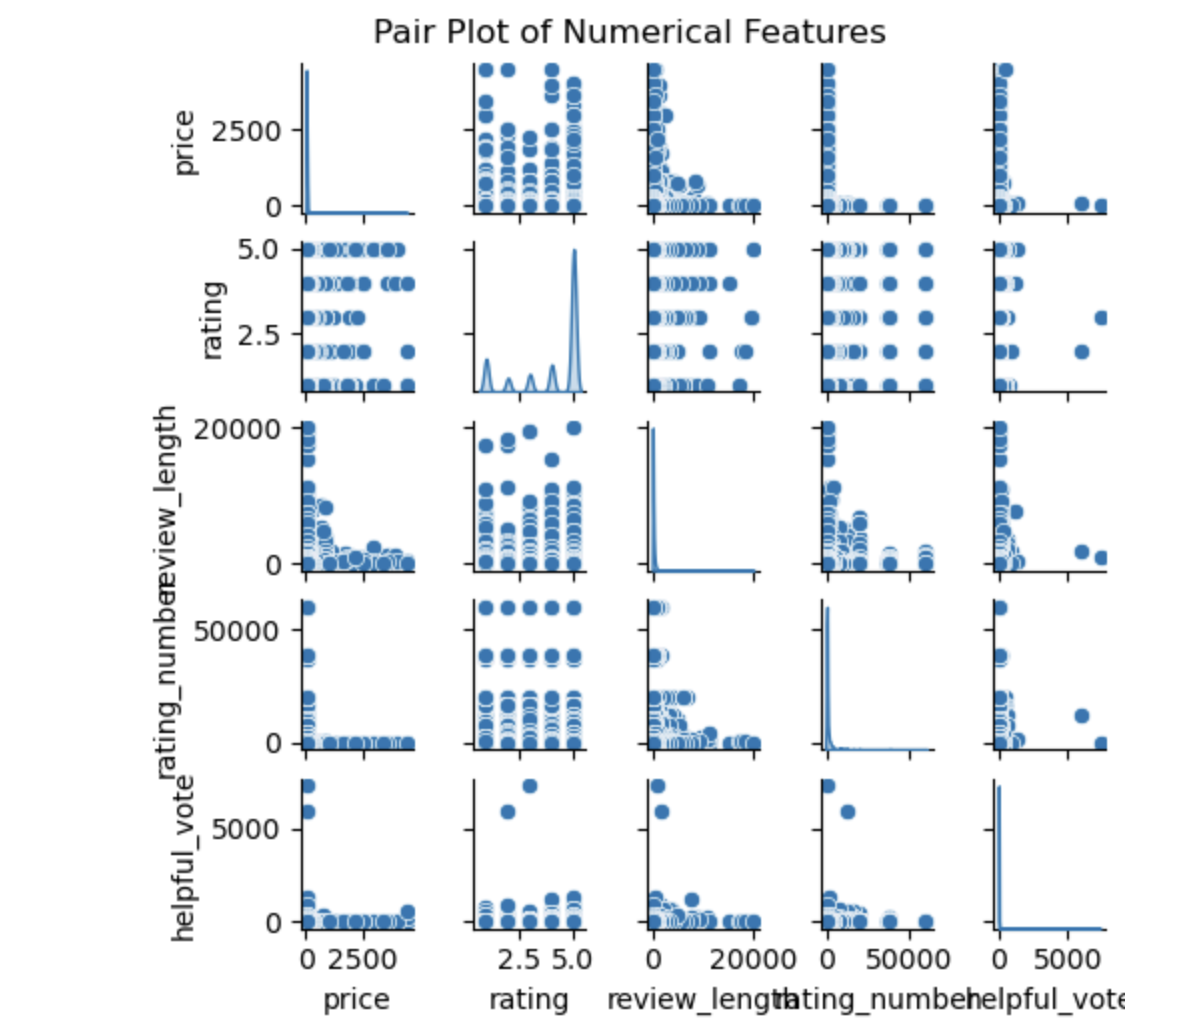 Pair Plot of Numerical Features
price
2500
0
rating
5.0
2.5
review_length
20000
0
rating_number
50000
0
helpful_vote
5000
0
0 2500 2.5 5.0 0 20000 0 50000 0 5000
price rating review_length rating_number helpful_vote